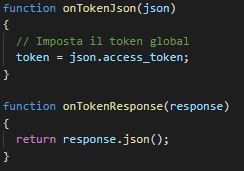 function onTokenJson(json)
{
  // Imposta il token global
  token = json.access_token;
}

function onTokenResponse(response)
{
  return response.json();
}